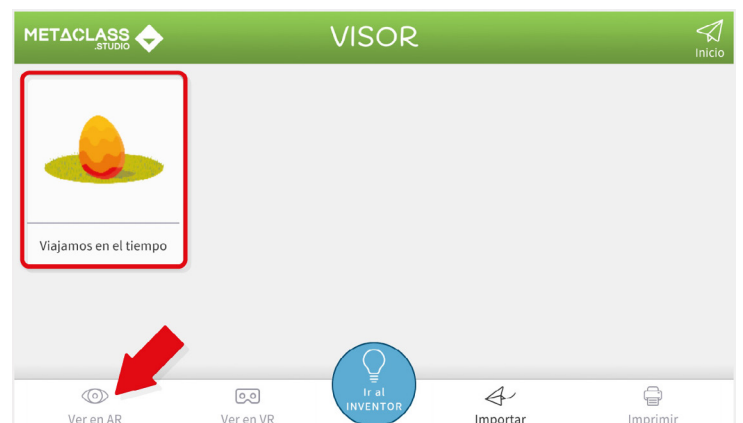 METACLASS
.STUDIO
VISOR
Inicio
Viajamos en el tiempo
Ver en AR
Ver en VR
Ir al
INVENTOR
Importar
Imprimir